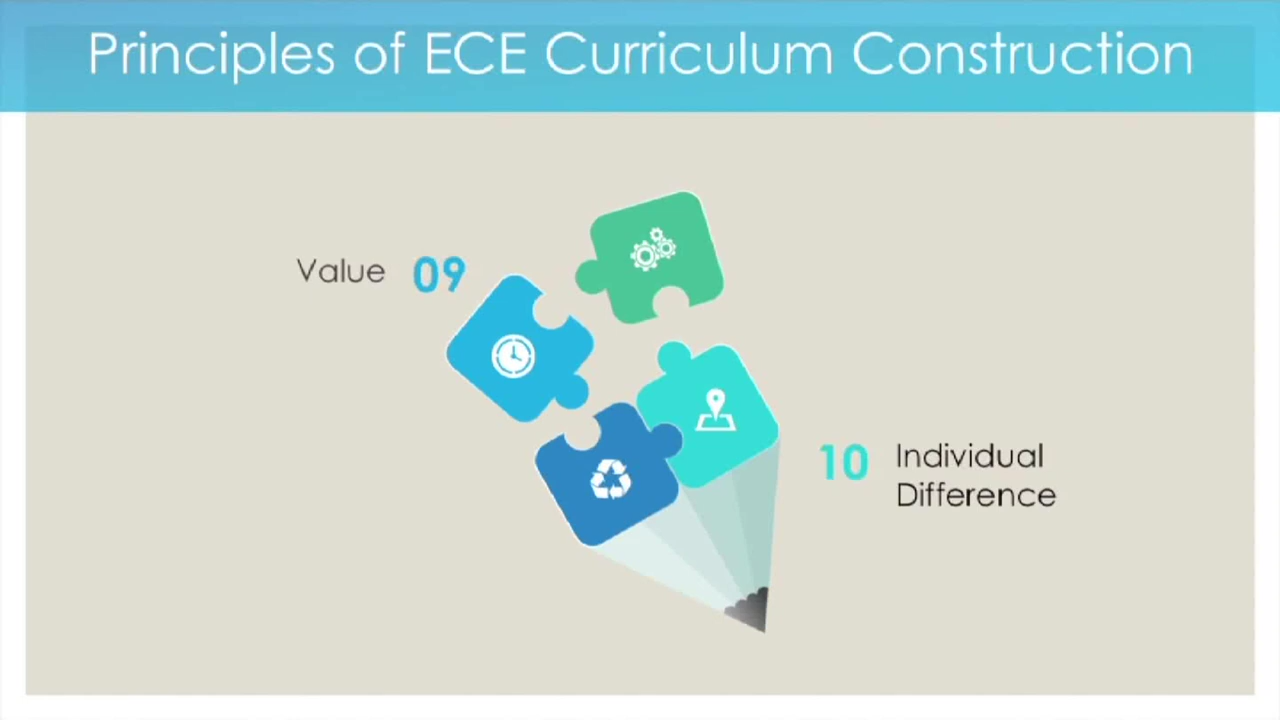 Principles of ECE Curriculum Construction
Value 09
10 Individual
Difference